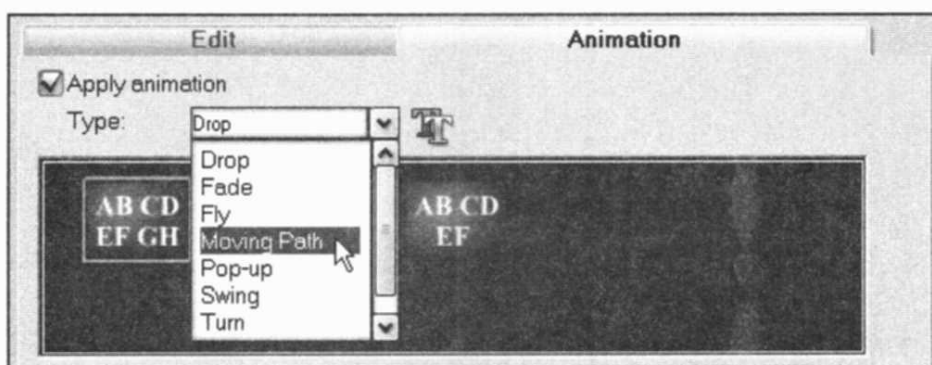 Edit Animation
Apply animation
Type: Drop
Drop
Fade
Fly
Moving Path
Pop-up
Swing
Turn
AB CD
EF GH
AB CD
EF